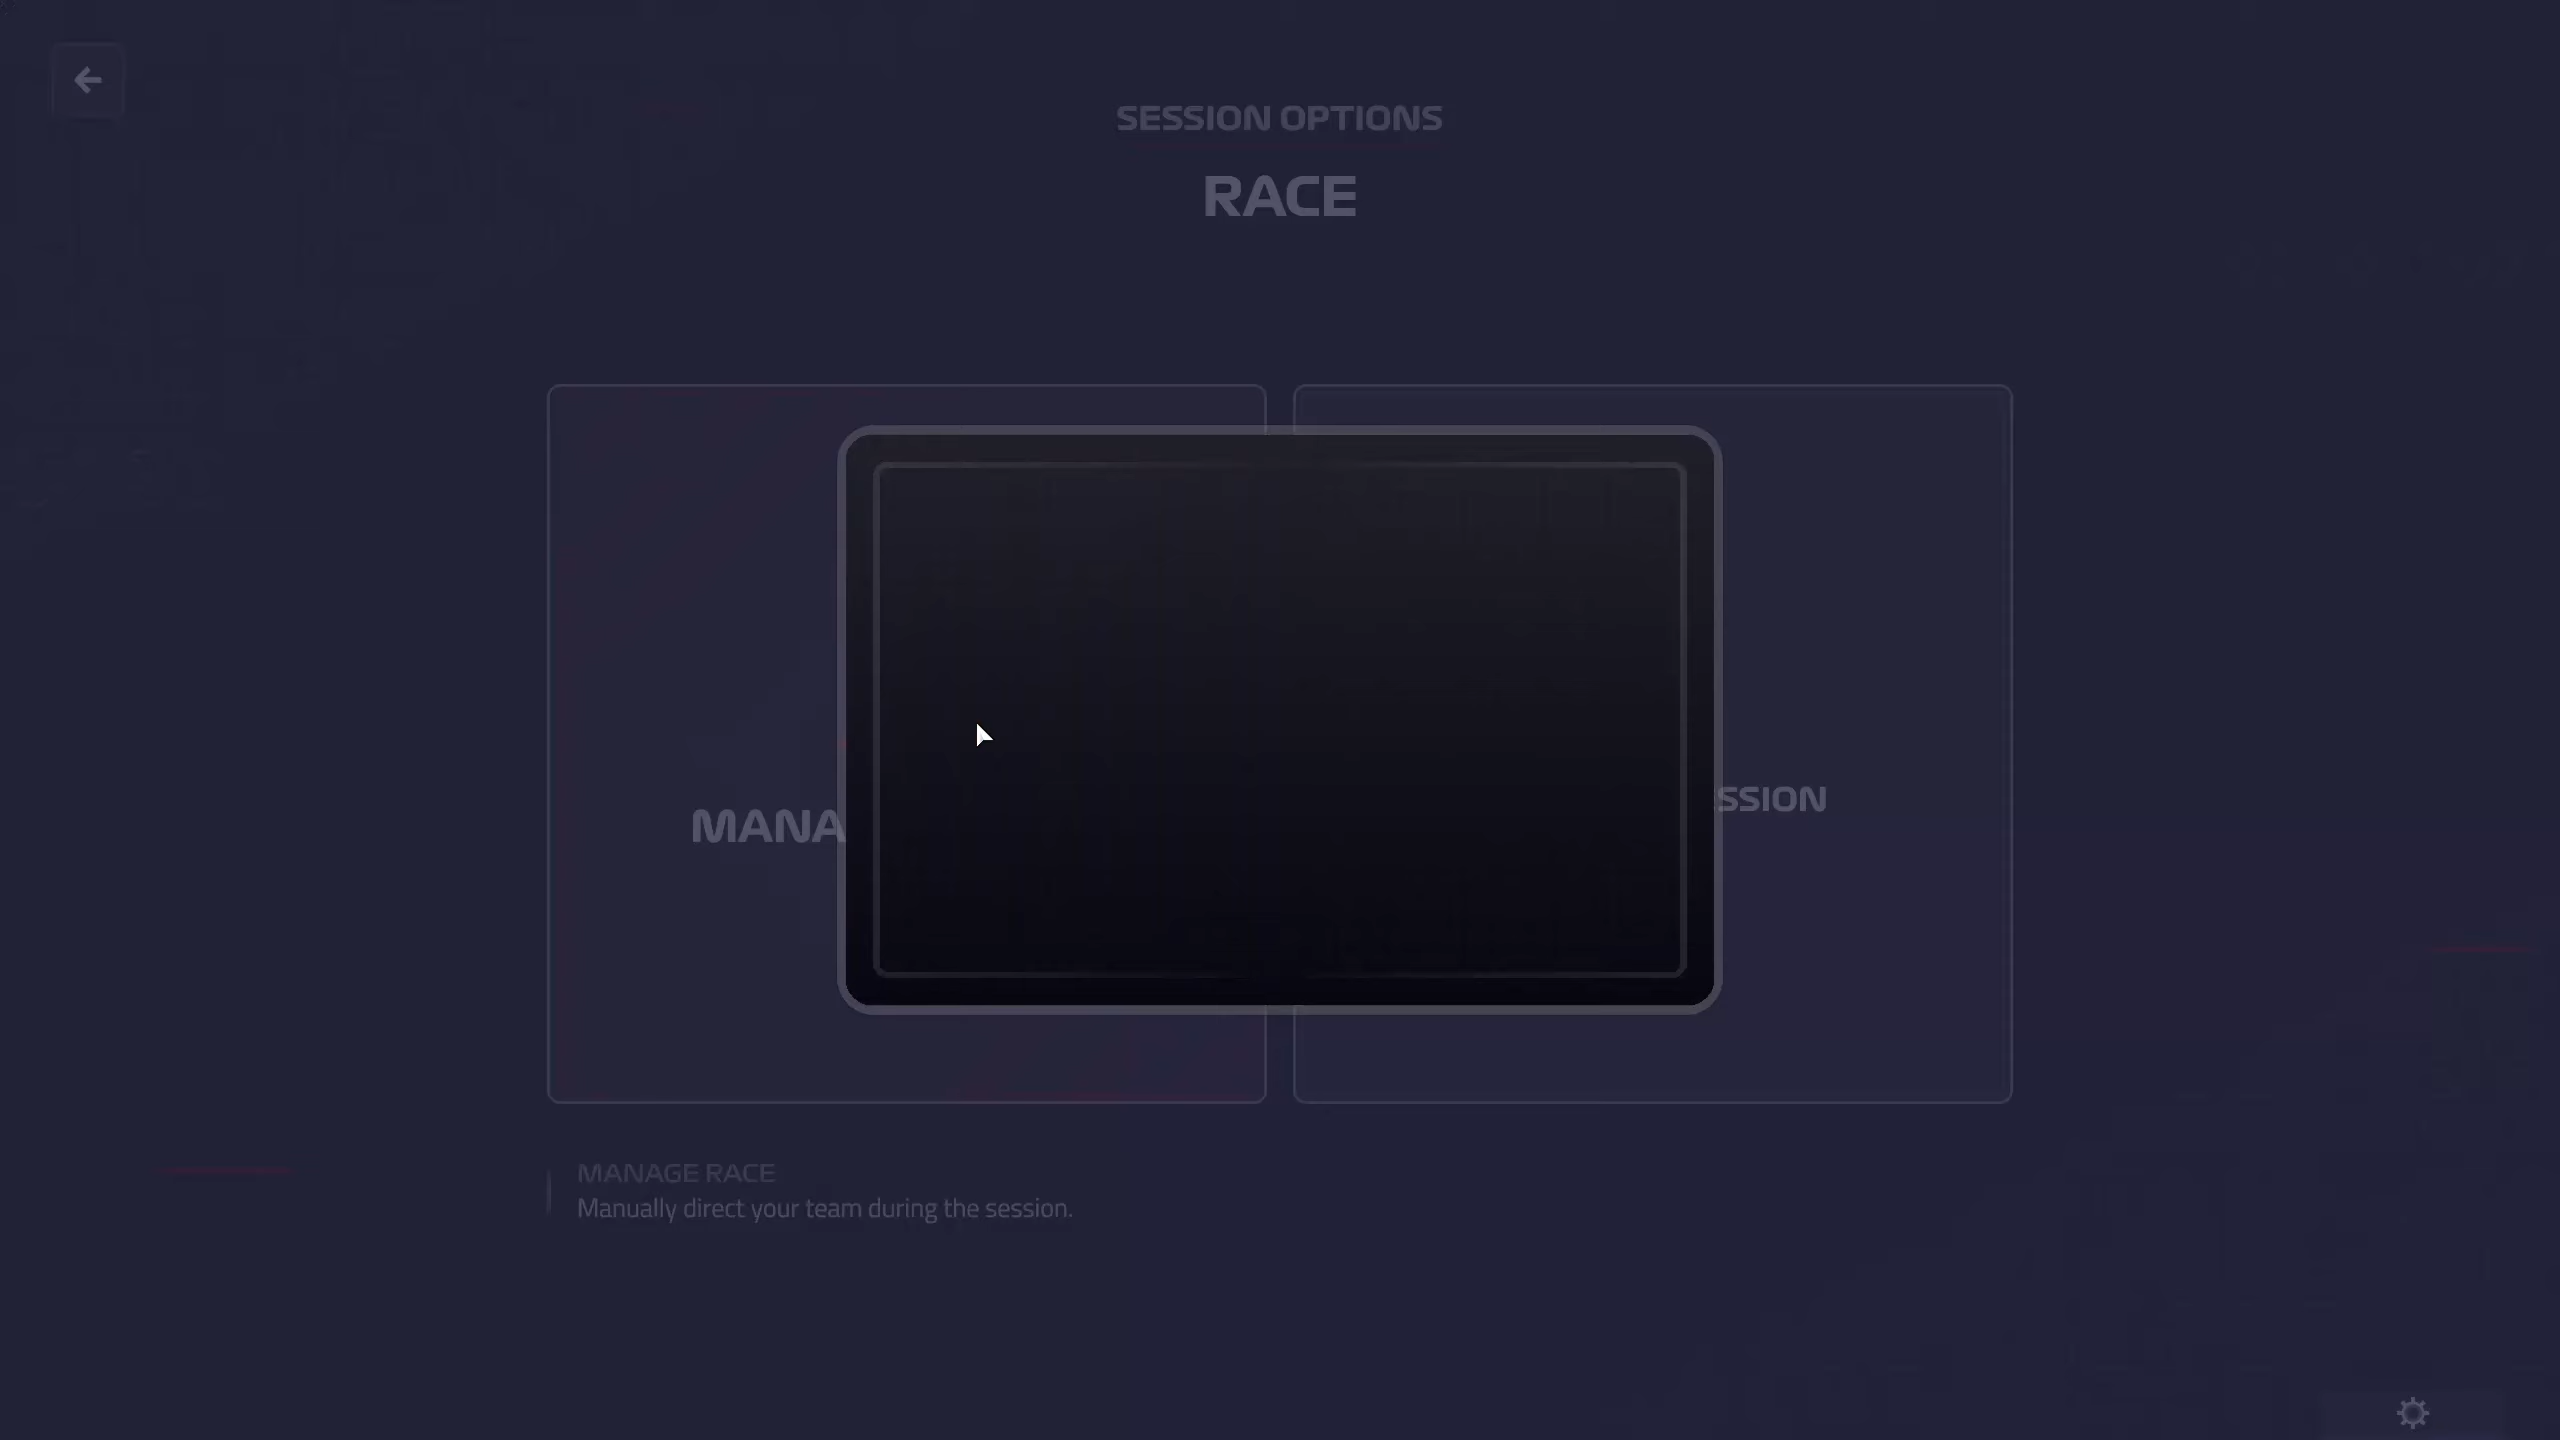 SESSION OPTIONS
RACE
MANA
SSION
MANAGE RACE
Manually direct your team during the session.